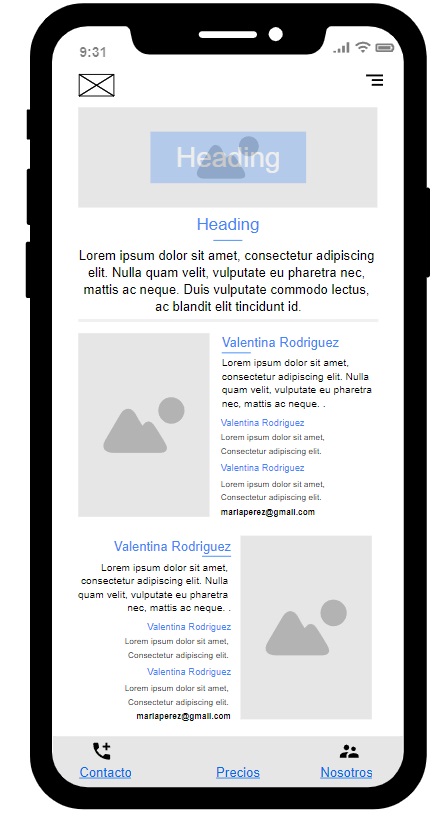 9:31
Heading
Heading
Lorem ipsum dolor sit amet, consectetur adipiscing
elit. Nulla quam velit, vulputate eu pharetra nec,
mattis ac neque. Duis vulputate commodo lectus,
ac blandit elit tincidunt id.
Valentina Rodriguez
Lorem ipsum dolor sit amet,
consectetur adipiscing elit. Nulla
quam velit, vulputate eu pharetra
nec, mattis ac neque. .
Valentina Rodriguez
Lorem ipsum dolor sit amet,
Consectetur adipiscing elit.
Valentina Rodriguez
Lorem ipsum dolor sit amet,
Consectetur adipiscing elit.
mariaperez@gmail.com
Valentina Rodriguez
Lorem ipsum dolor sit amet,
consectetur adipiscing elit. Nulla
quam velit, vulputate eu pharetra
nec, mattis ac neque. .
Valentina Rodriguez
Lorem ipsum dolor sit amet,
Consectetur adipiscing elit.
Valentina Rodriguez
Lorem ipsum dolor sit amet,
Consectetur adipiscing elit.
mariaperez@gmail.com
Contacto Precios Nosotros